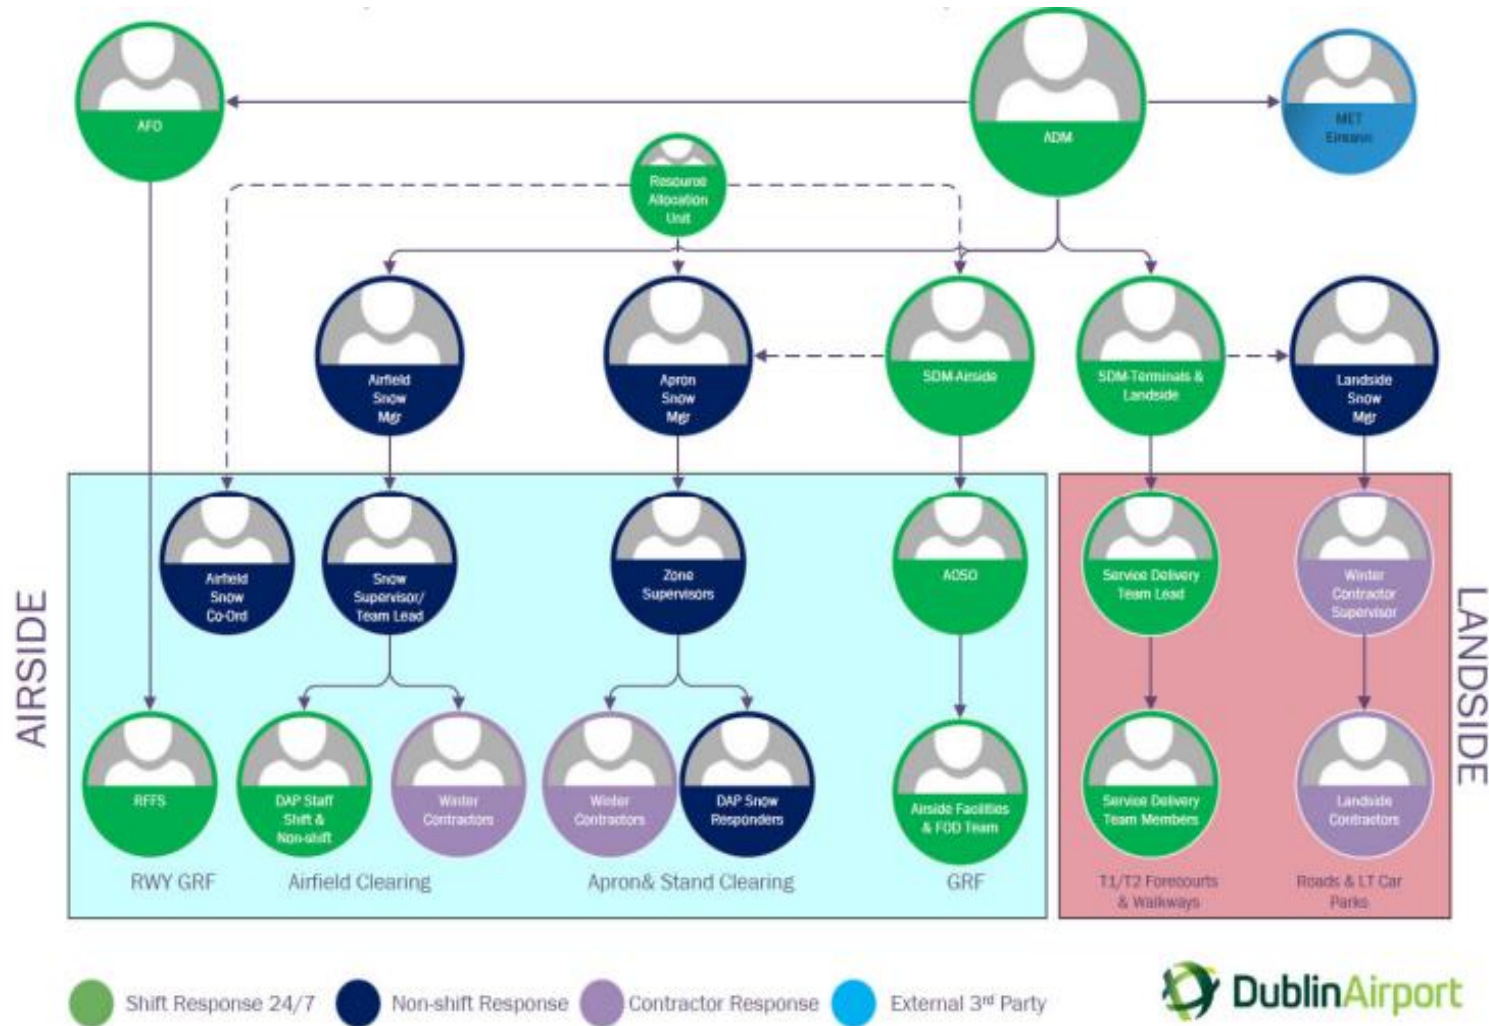 AFO
ADM
MET
Eireann
Resource
Allocation
Unit
Airfield
Snow
Mgr
Apron
Snow
Mgr
SDM-Airside
SDM-Terminals &
Landside
Landside
Snow
Mgr
AIRSIDE
LANDSIDE
Airfield
Snow
Co-Ord
Snow
Supervisor/
Team Lead
Zone
Supervisors
AOSO
Service Delivery
Team Lead
Winter
Contractor
Supervisor
RFFS
DAP Staff
Shift &
Non-shift
Winter
Contractors
Winter
Contractors
DAP Snow
Responders
Airside Facilities
& FOD Team
Service Delivery
Team Members
Landside
Contractors
RWY GRF
Airfield Clearing
Apron& Stand Clearing
GRF
T1/T2 Forecourts
& Walkways
Roads & LT Car
Parks
Shift Response 24/7
Non-shift Response
Contractor Response
External 3rd Party
DublinAirport